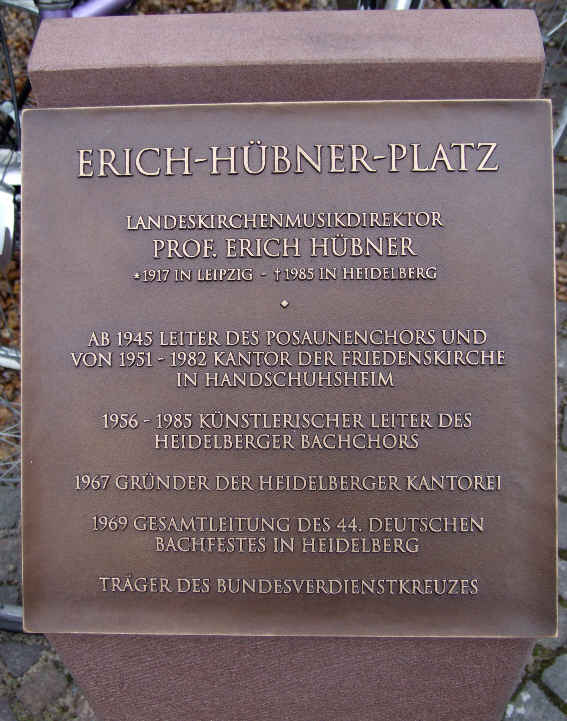 ERICH-HÜBNER-PLATZ
LANDESKIRCHENMUSIKDIREKTOR
PROF. ERICH HÜBNER
*1917 IN LEIPZIG - †1985 IN HEIDELBERG
AB 1945 LEITER DES POSAUNENCHORS UND
VON 1951 - 1982 KANTOR DER FRIEDENSKIRCHE
IN HANDSCHUHSHEIM
1956 - 1985 KÜNSTLERISCHER LEITER DES
HEIDELBERGER BACHCHORS
1967 GRÜNDER DER HEIDELBERGER KANTOREI
1969 GESAMTLEITUNG DES 44. DEUTSCHEN
BACHFESTES IN HEIDELBERG
TRÄGER DES BUNDESVERDIENSTKREUZES